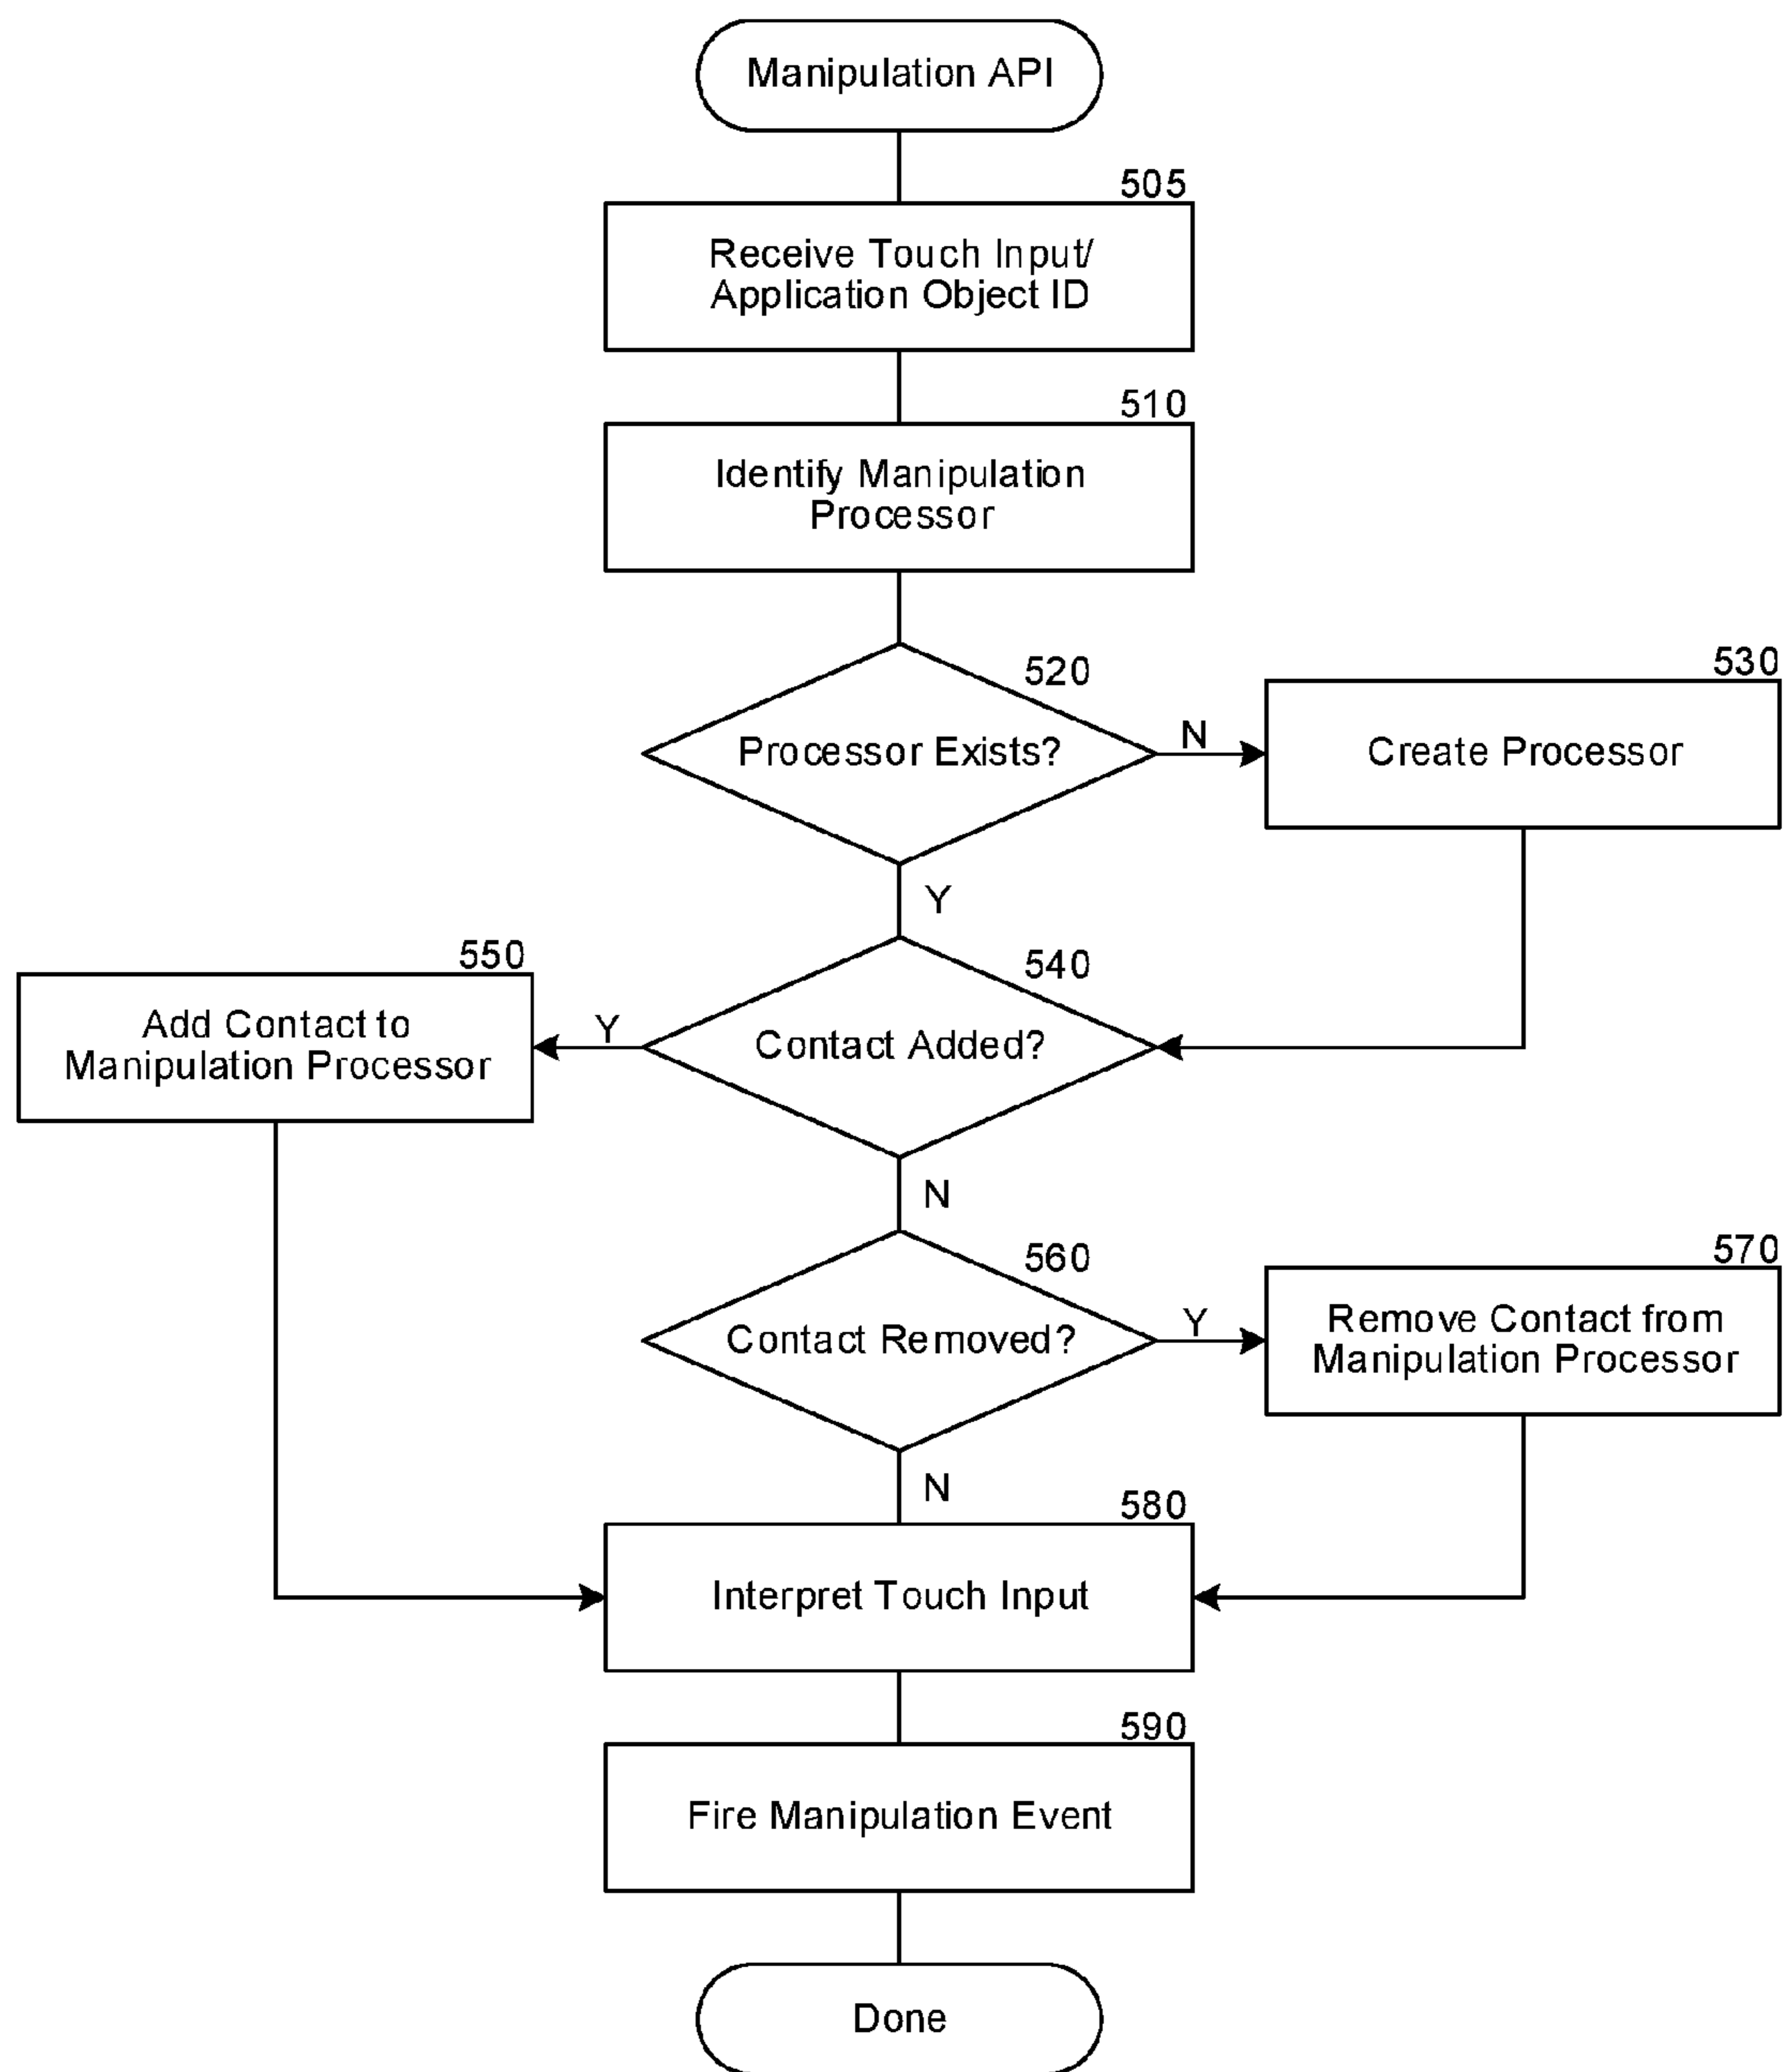 Manipulation API
505
Receive Touch Input/
Application Object ID
510
Identify Manipulation
Processor
520
Processor Exists?
N
530
Create Processor
Y
540
Contact Added?
Y
550
Add Contact to
Manipulation Processor
N
560
Contact Removed?
Y
570
Remove Contact from
Manipulation Processor
N
580
Interpret Touch Input
590
Fire Manipulation Event
Done